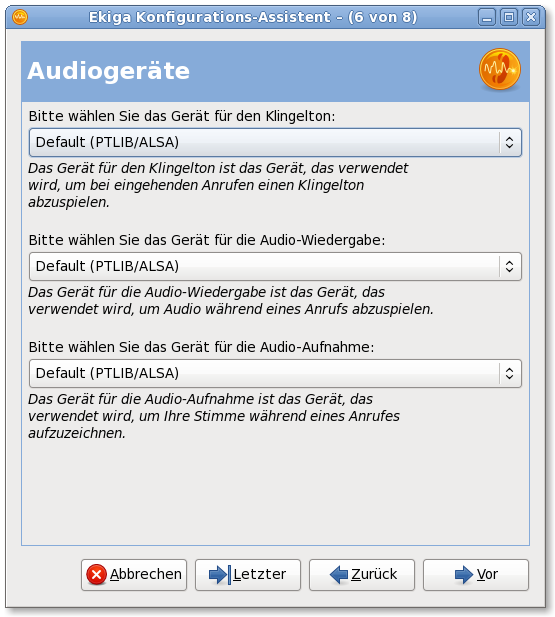 Ekiga Konfigurations-Assistent – (6 von 8)
Audiogeräte
Bitte wählen Sie das Gerät für den Klingelton:
Default (PTLIB/ALSA)
Das Gerät für den Klingelton ist das Gerät, das verwendet
wird, um bei eingehenden Anrufen einen Klingelton
abzuspielen.
Bitte wählen Sie das Gerät für die Audio-Wiedergabe:
Default (PTLIB/ALSA)
Das Gerät für die Audio-Wiedergabe ist das Gerät, das
verwendet wird, um Audio während eines Anrufs abzuspielen.
Bitte wählen Sie das Gerät für die Audio-Aufnahme:
Default (PTLIB/ALSA)
Das Gerät für die Audio-Aufnahme ist das Gerät, das
verwendet wird, um Ihre Stimme während eines Anrufes
aufzuzeichnen.
Abbrechen Letzter Zurück Vor